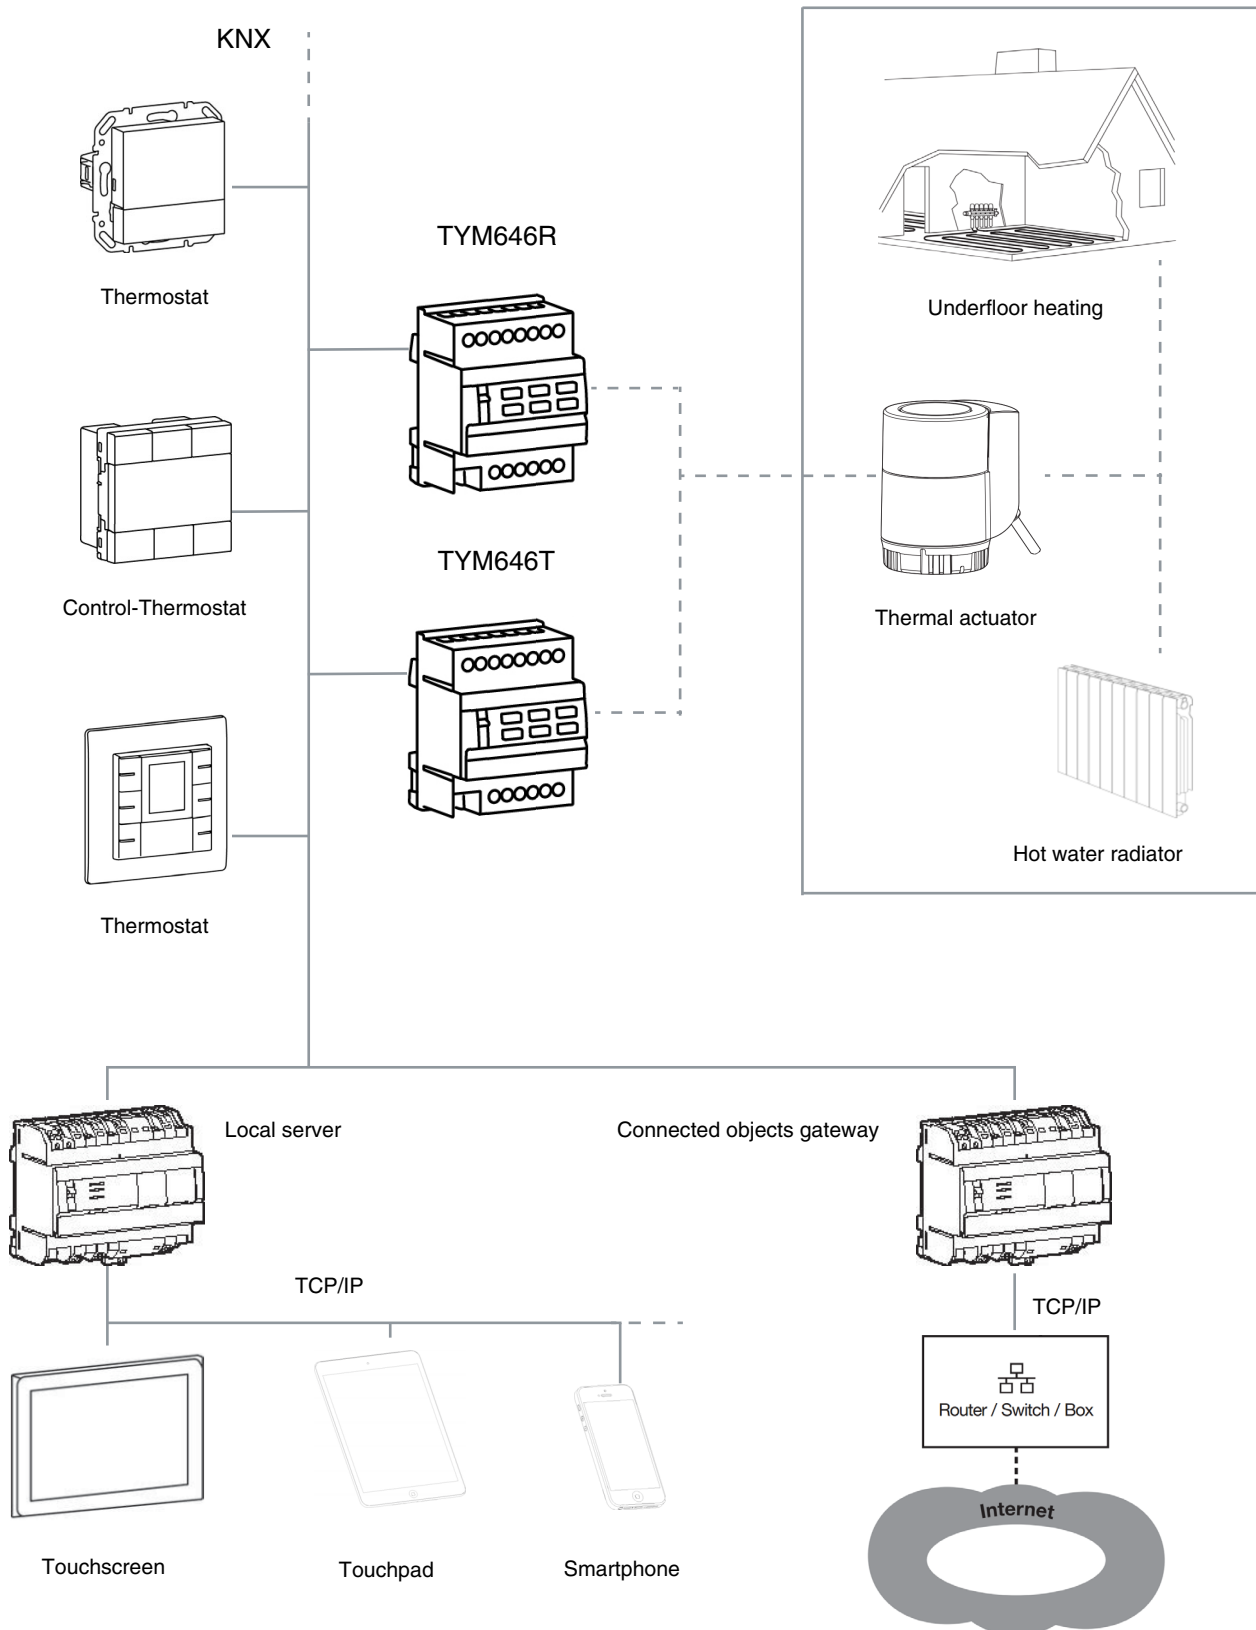 KNX
Thermostat
TYM646R
Underfloor heating
Control-Thermostat
TYM646T
Thermal actuator
Hot water radiator
Thermostat
Local server
Connected objects gateway
TCP/IP
TCP/IP
Router / Switch / Box
Internet
Touchscreen
Touchpad
Smartphone